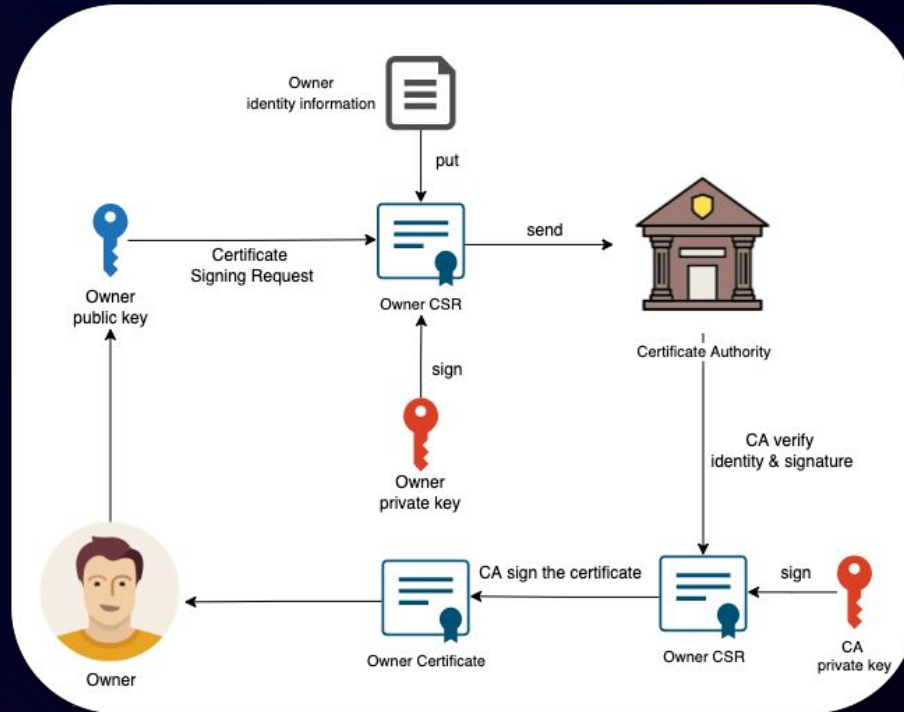 Owner
identity information
put
send
Certificate
Signing Request
Owner
public key
Owner CSR
Certificate Authority
sign
CA verify
identity & signature
Owner
private key
CA sign the certificate
sign
Owner Certificate
Owner CSR
CA
private key
Owner